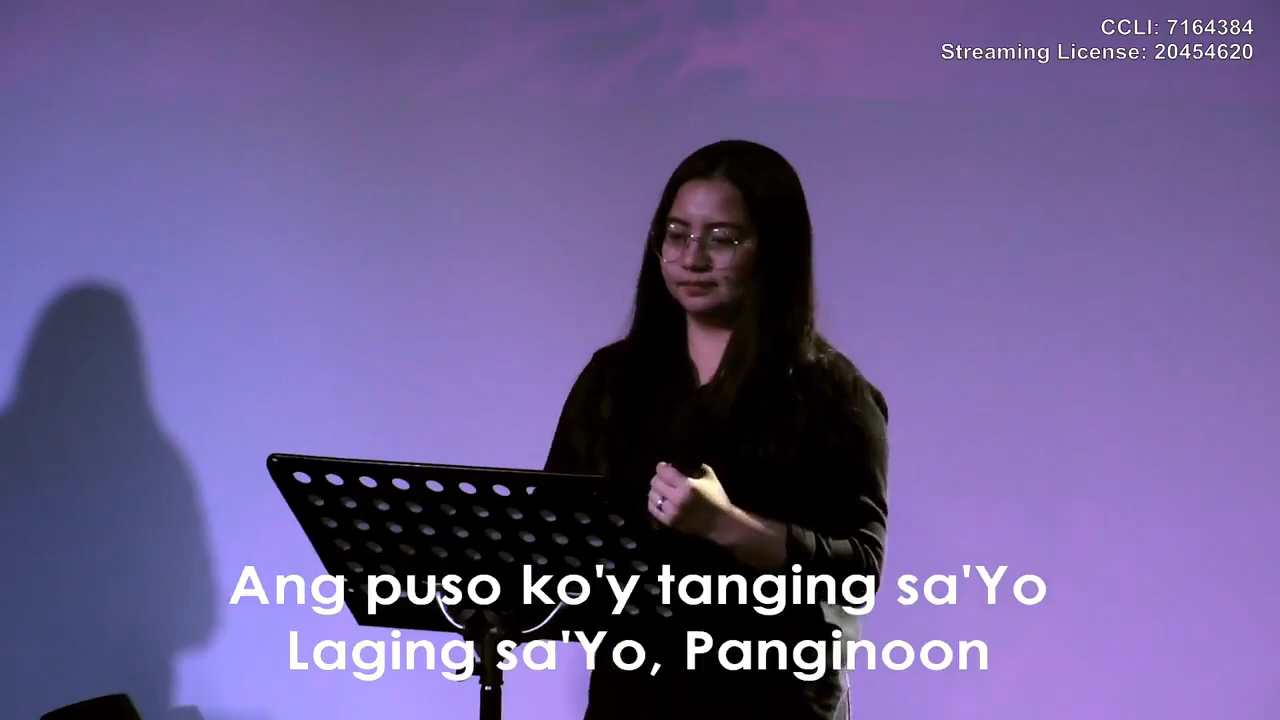 CCLI: 7164384
Streaming License: 20454620
Ang puso ko'y tanging sa'Yo
Laging sa'Yo, Panginoon